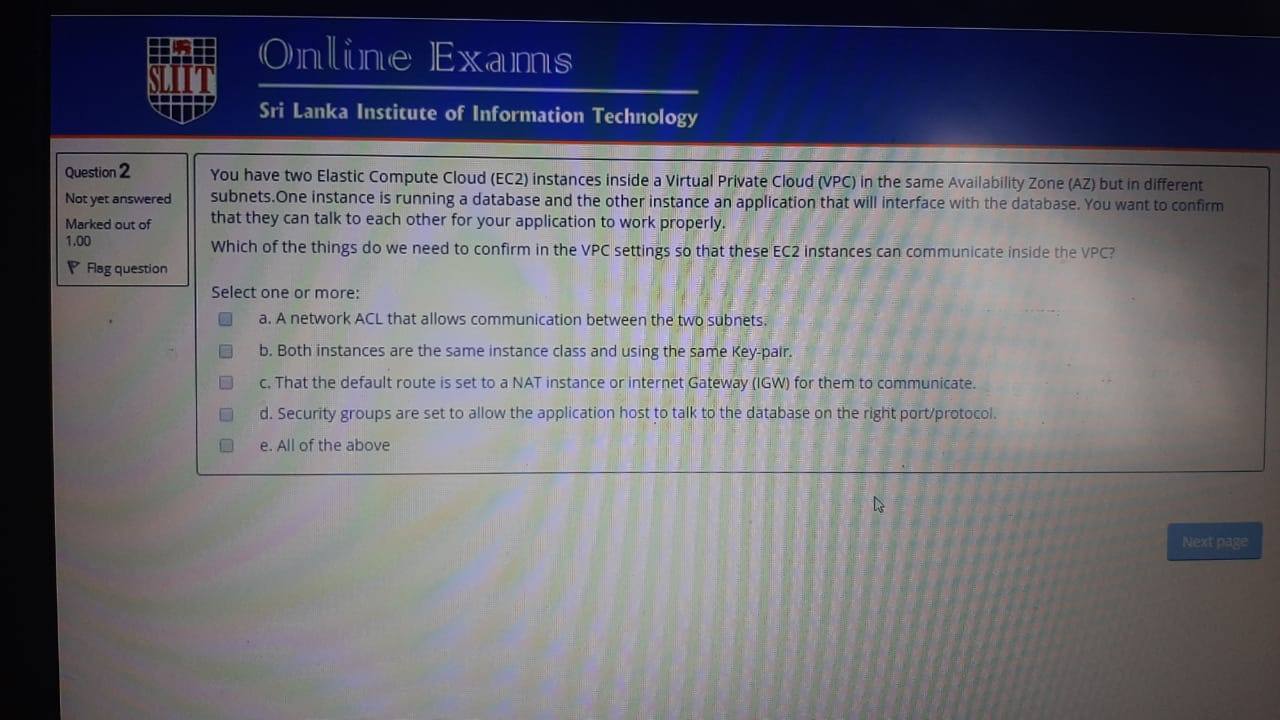 SLIIT
Online Exams
Sri Lanka Institute of Information Technology
Question 2
Not yet answered
Marked out of
1.00
Flag question
You have two Elastic Compute Cloud (EC2) instances inside a Virtual Private Cloud (VPC) in the same Availability Zone (AZ) but in different
subnets.One instance is running a database and the other instance an application that will interface with the database. You want to confirm
that they can talk to each other for your application to work properly.
Which of the things do we need to confirm in the VPC settings so that these EC2 instances can communicate inside the VPC?
Select one or more:
a. A network ACL that allows communication between the two subnets.
b. Both instances are the same instance class and using the same Key-pair.
c. That the default route is set to a NAT instance or internet Gateway (IGW) for them to communicate.
d. Security groups are set to allow the application host to talk to the database on the right port/protocol.
e. All of the above
Next page